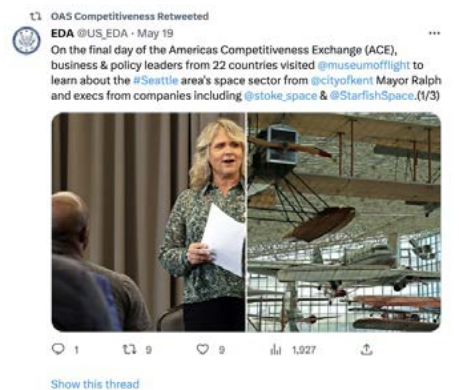 OAS Competitiveness Retweeted
EDA @US_EDA · May 19
On the final day of the Americas Competitiveness Exchange (ACE),
business & policy leaders from 22 countries visited @museumofflight to
learn about the #Seattle area's space sector from @cityofkent Mayor Ralph
and execs from companies including @stoke_space & @StarfishSpace.(1/3)
1 9 9 1,927
Show this thread